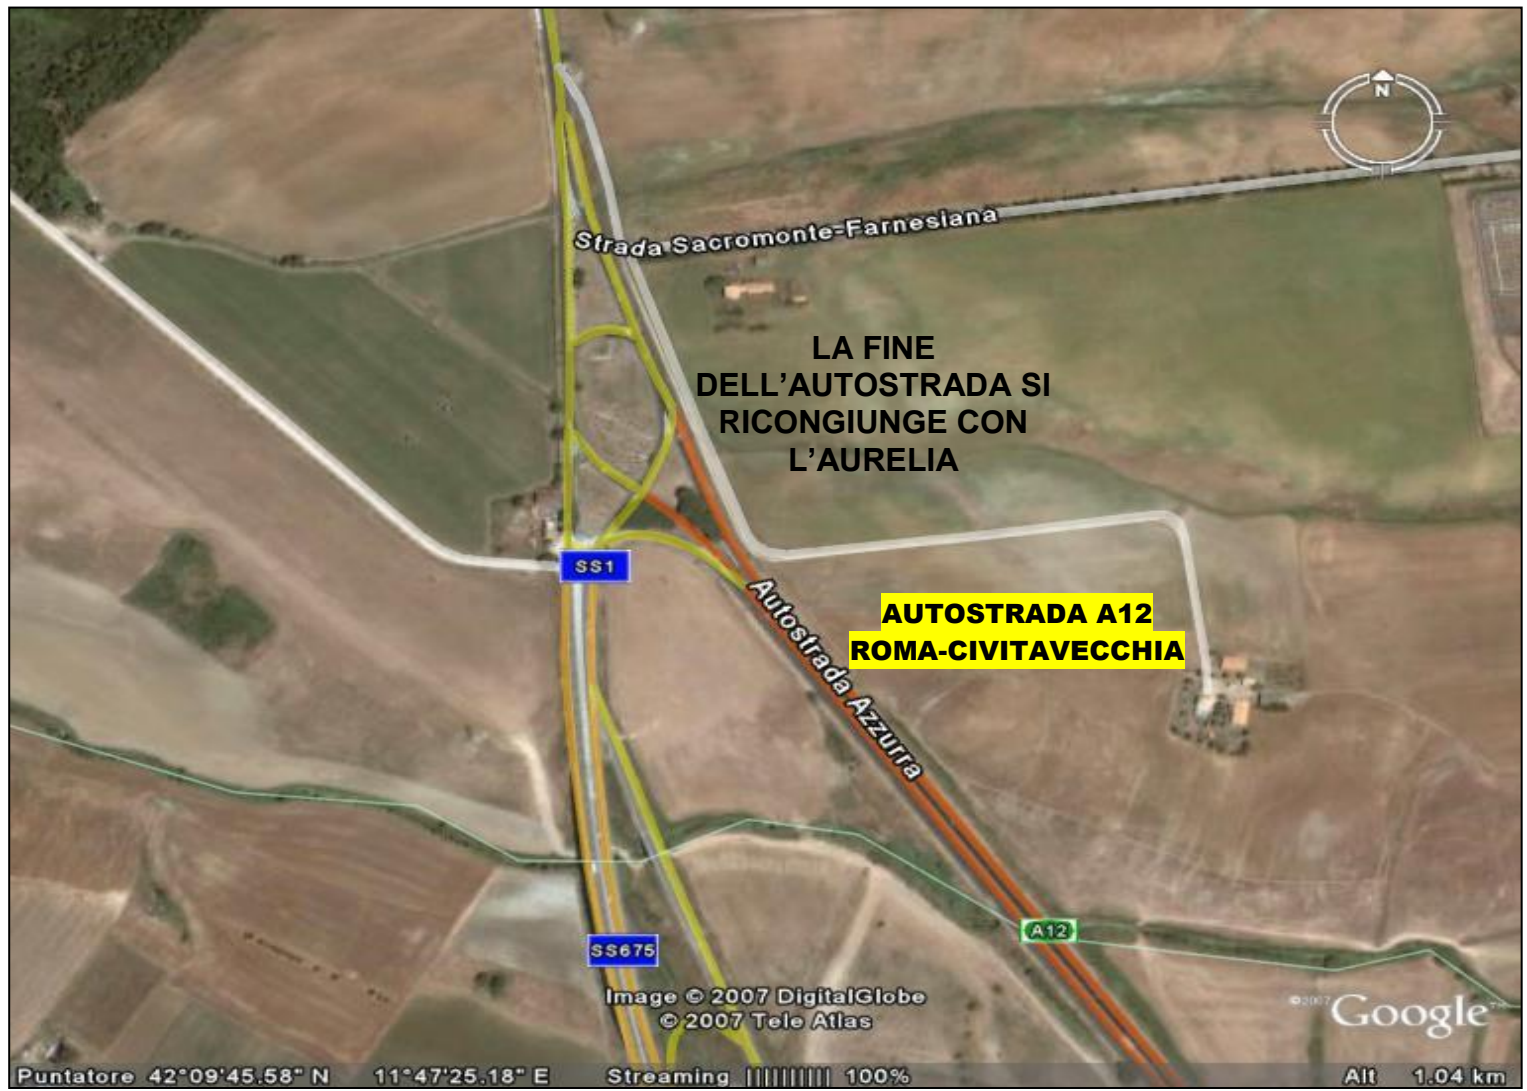 N
Strada Sacromonte-Farnesiana
LA FINE
DELL'AUTOSTRADA SI
RICONGIUNGE CON
L'AURELIA
SS1
AUTOSTRADA A12
ROMA-CIVITAVECCHIA
Autostrada Azzurra
A12
SS675
Image © 2007 DigitalGlobe
© 2007 Tele Atlas
©2007 Google™
Puntatore 42°09'45.58" N 11°47'25.18" E Streaming |||||||||| 100% Alt 1.04 km